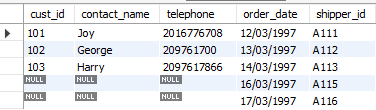 cust_id contact_name telephone order_date shipper_id
101 Joy 2016776708 12/03/1997 A111
102 George 209761700 13/03/1997 A112
103 Harry 2097617866 14/03/1997 A113
NULL NULL NULL 16/03/1997 A115
NULL NULL NULL 17/03/1997 A116